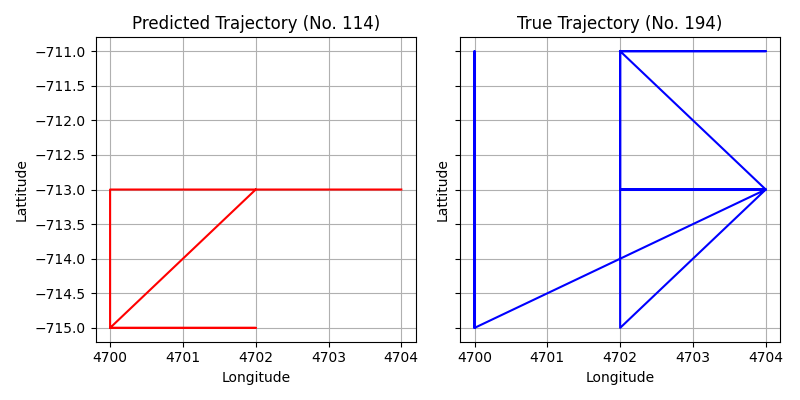 Predicted Trajectory (No. 114)
True Trajectory (No. 194)
−711.0
−711.5
−712.0
−712.5
−713.0
−713.5
−714.0
−714.5
−715.0
Lattitude
Lattitude
4700 4701 4702 4703 4704
4700 4701 4702 4703 4704
Longitude
Longitude